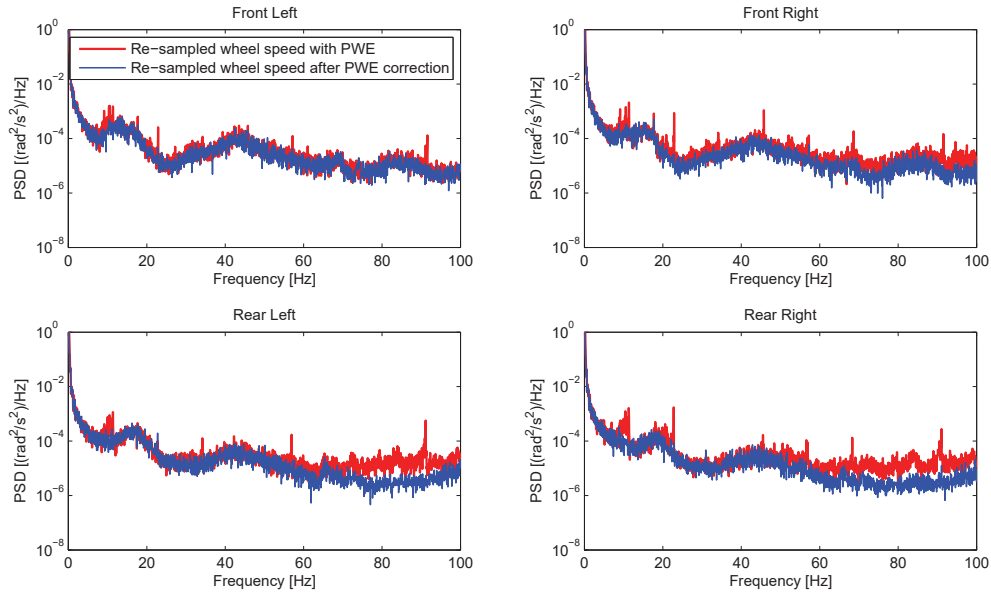 Front Left
Front Right
10^0
10^−2
10^−4
10^−6
10^−8
PSD [(rad^2/s^2)/Hz]
Re−sampled wheel speed with PWE
Re−sampled wheel speed after PWE correction
0 20 40 60 80 100
Frequency [Hz]
10^0
10^−2
10^−4
10^−6
10^−8
PSD [(rad^2/s^2)/Hz]
0 20 40 60 80 100
Frequency [Hz]
Rear Left
Rear Right
10^0
10^−2
10^−4
10^−6
10^−8
PSD [(rad^2/s^2)/Hz]
0 20 40 60 80 100
Frequency [Hz]
10^0
10^−2
10^−4
10^−6
10^−8
PSD [(rad^2/s^2)/Hz]
0 20 40 60 80 100
Frequency [Hz]